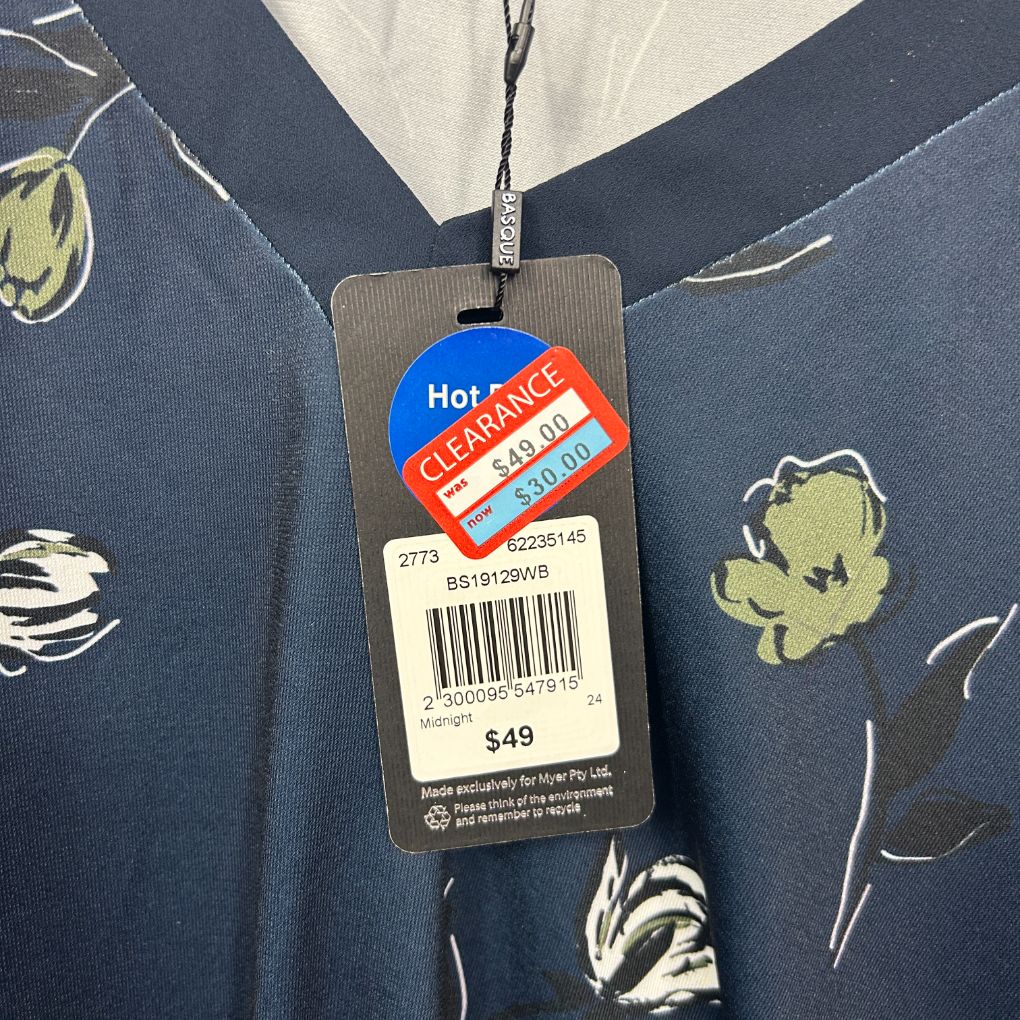 BASQUE
Hot
CLEARANCE
was $49.00
now $30.00
2773 62235145
BS19129WB
2 300095 547915
Midnight 24
$49
Made exclusively for Myer Pty Ltd.
Please think of the environment
and remember to recycle